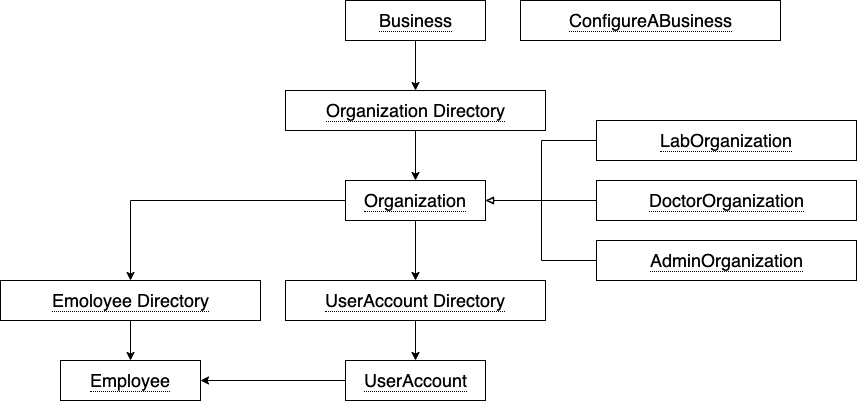 Business
ConfigureABusiness
Organization Directory
LabOrganization
Organization
DoctorOrganization
AdminOrganization
Emoloyee Directory
UserAccount Directory
Employee
UserAccount